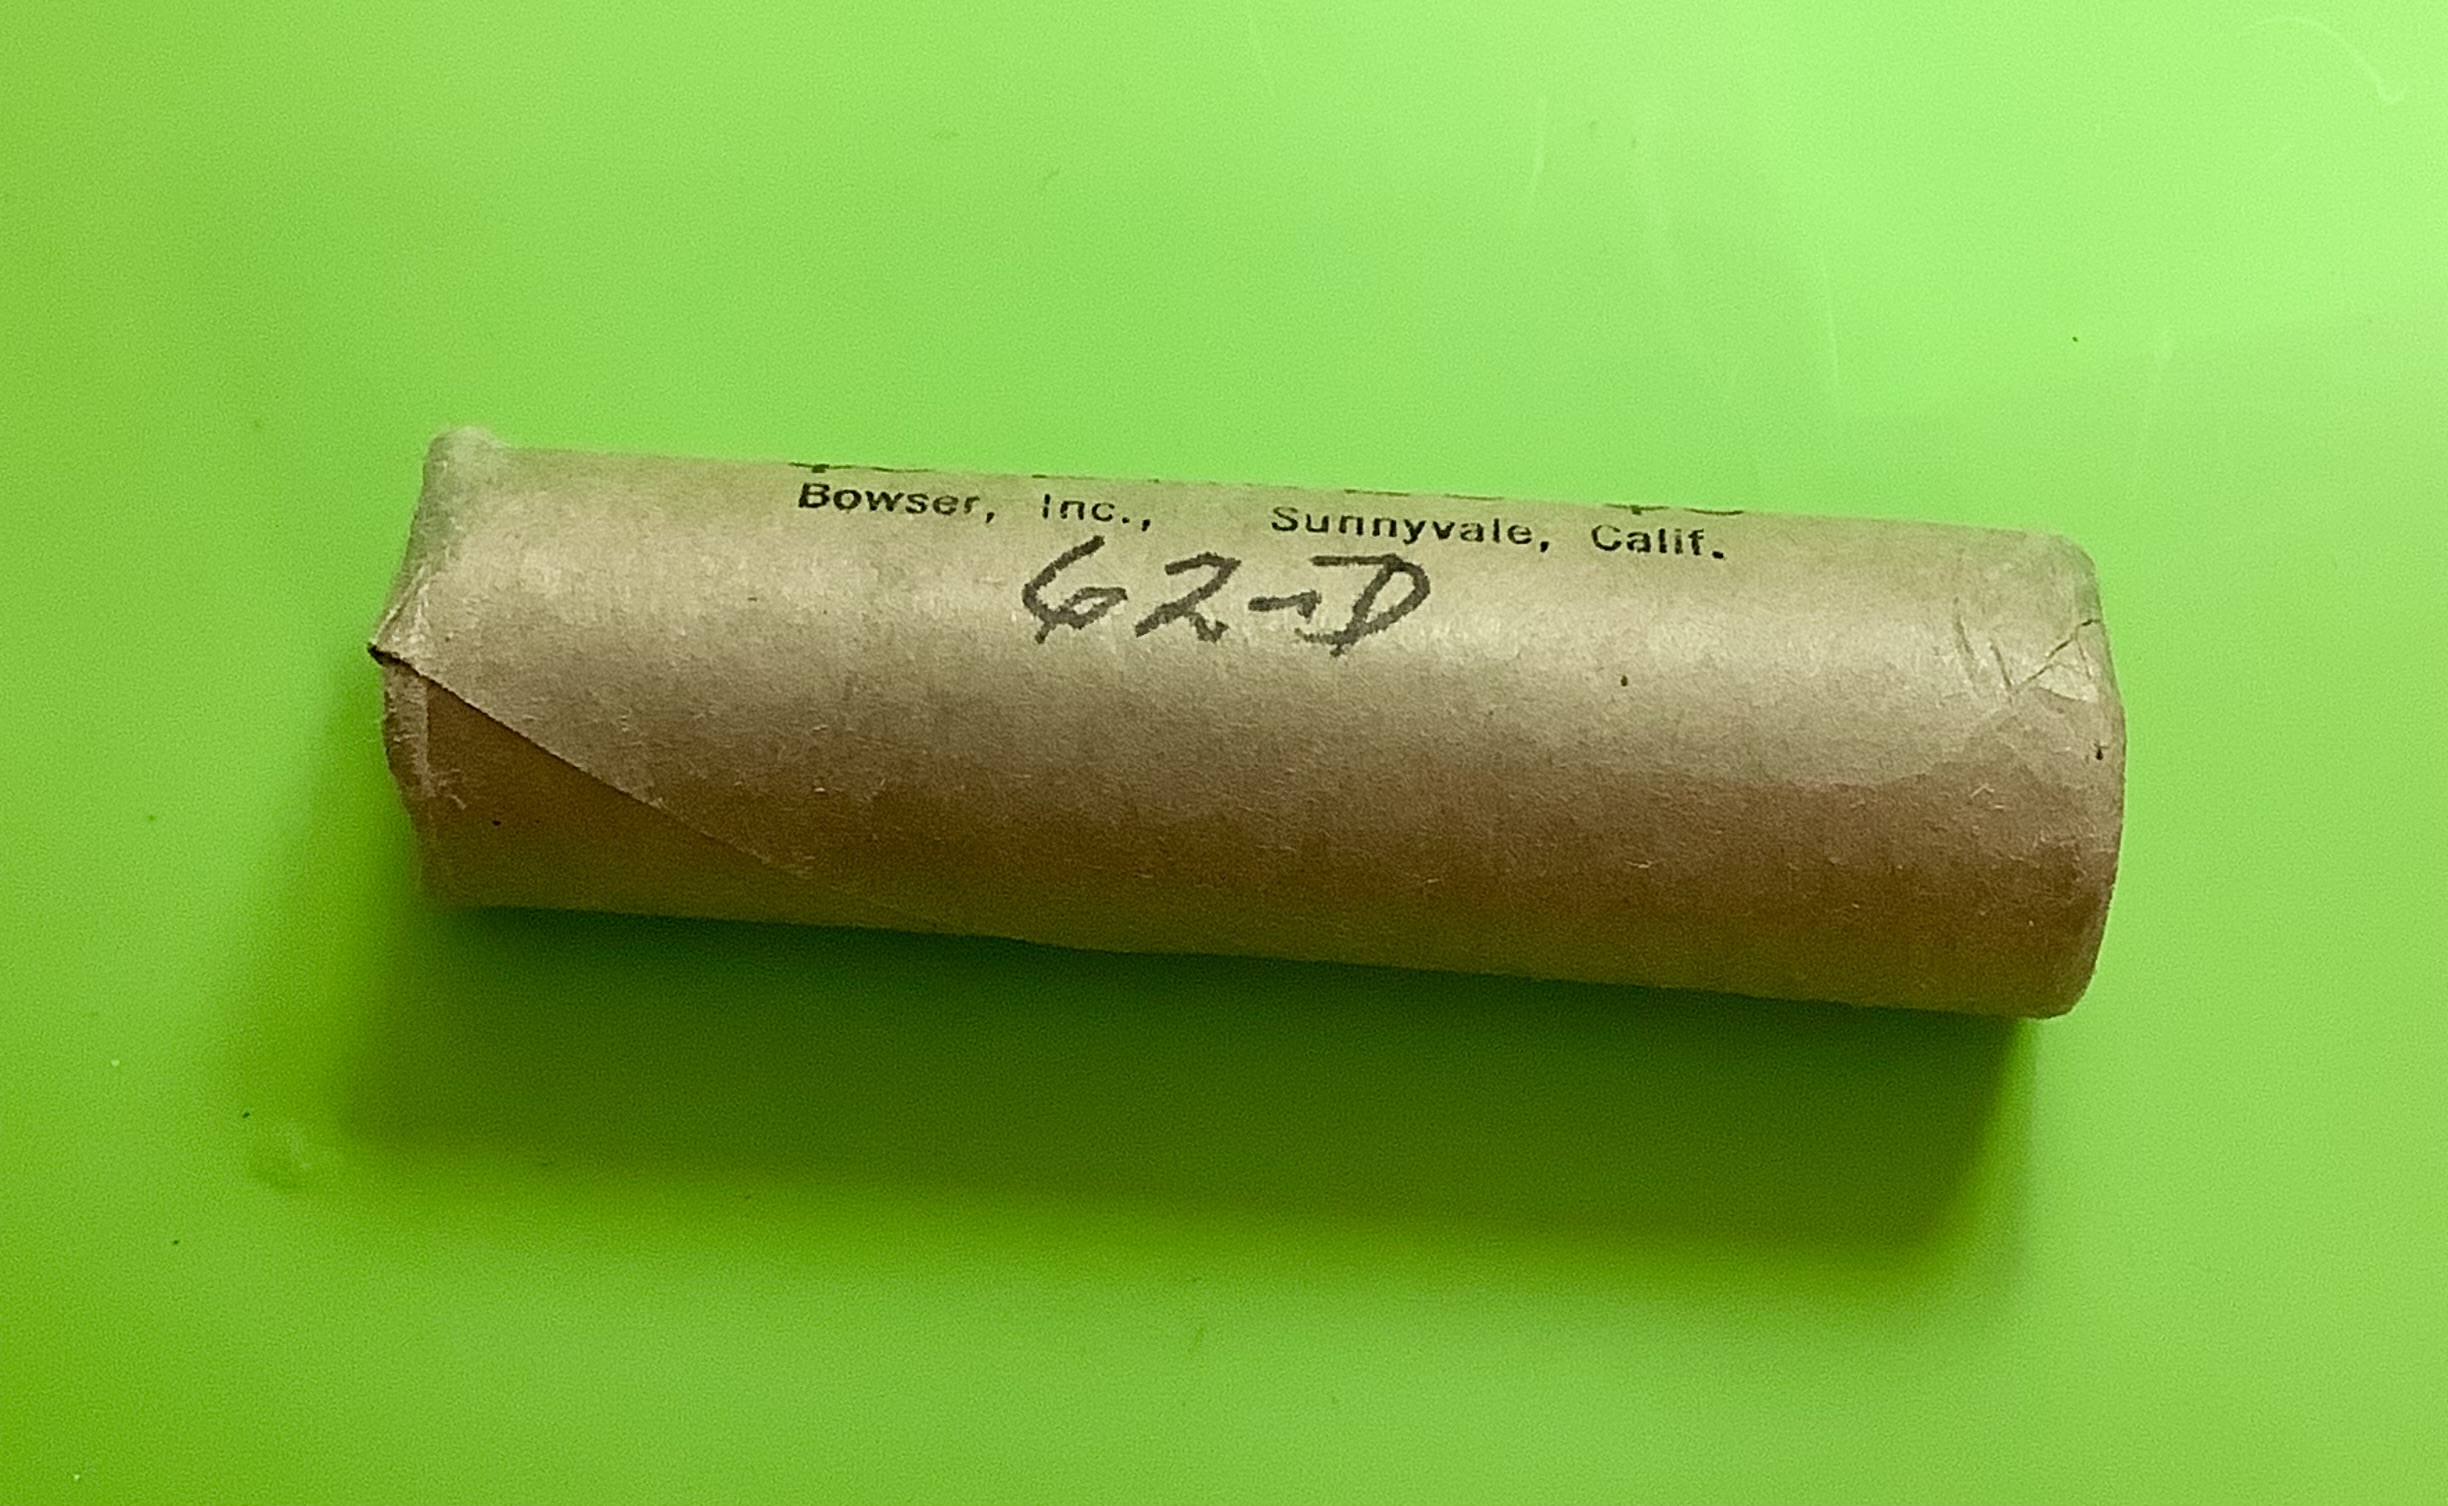 Bowser, Inc., Sunnyvale, Calif.
62-D